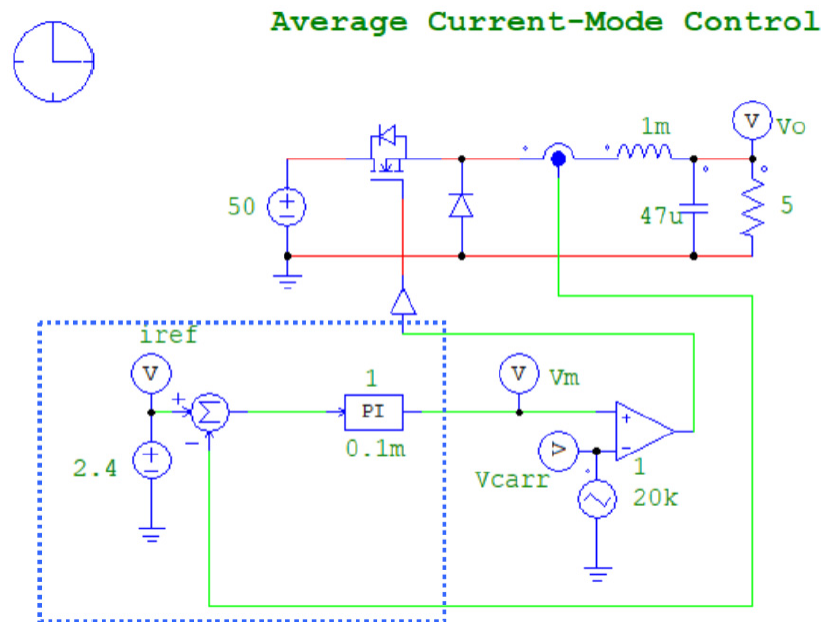 Average Current-Mode Control
1m
V
Vo
50
47u
5
iref
V
1
V
Vm
PI
2.4
0.1m
V
Vcarr
1
20k